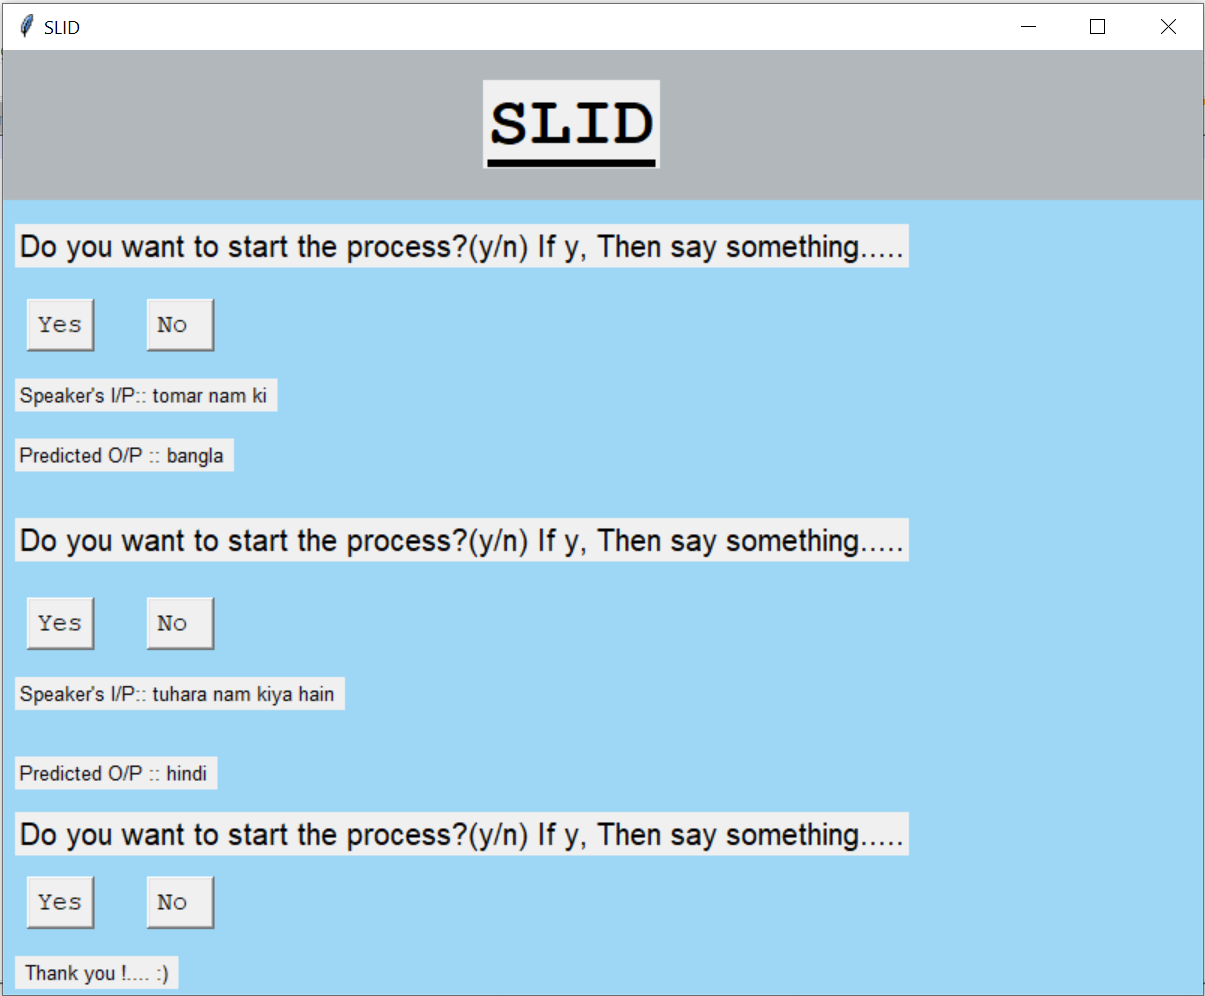 SLID
SLID
Do you want to start the process?(y/n) If y, Then say something.....
Yes No
Speaker's I/P:: tomar nam ki
Predicted O/P :: bangla
Do you want to start the process?(y/n) If y, Then say something.....
Yes No
Speaker's I/P:: tuhara nam kiya hain
Predicted O/P :: hindi
Do you want to start the process?(y/n) If y, Then say something.....
Yes No
Thank you !.... :)